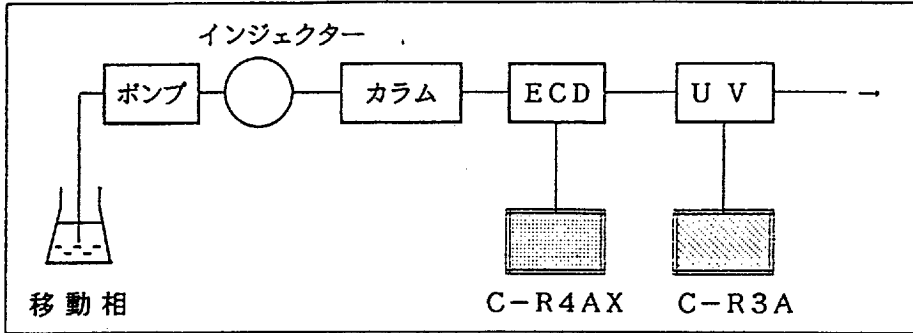 インジェクター
ポンプ
カラム
ECD
UV
→
移動相
C-R4AX
C-R3A